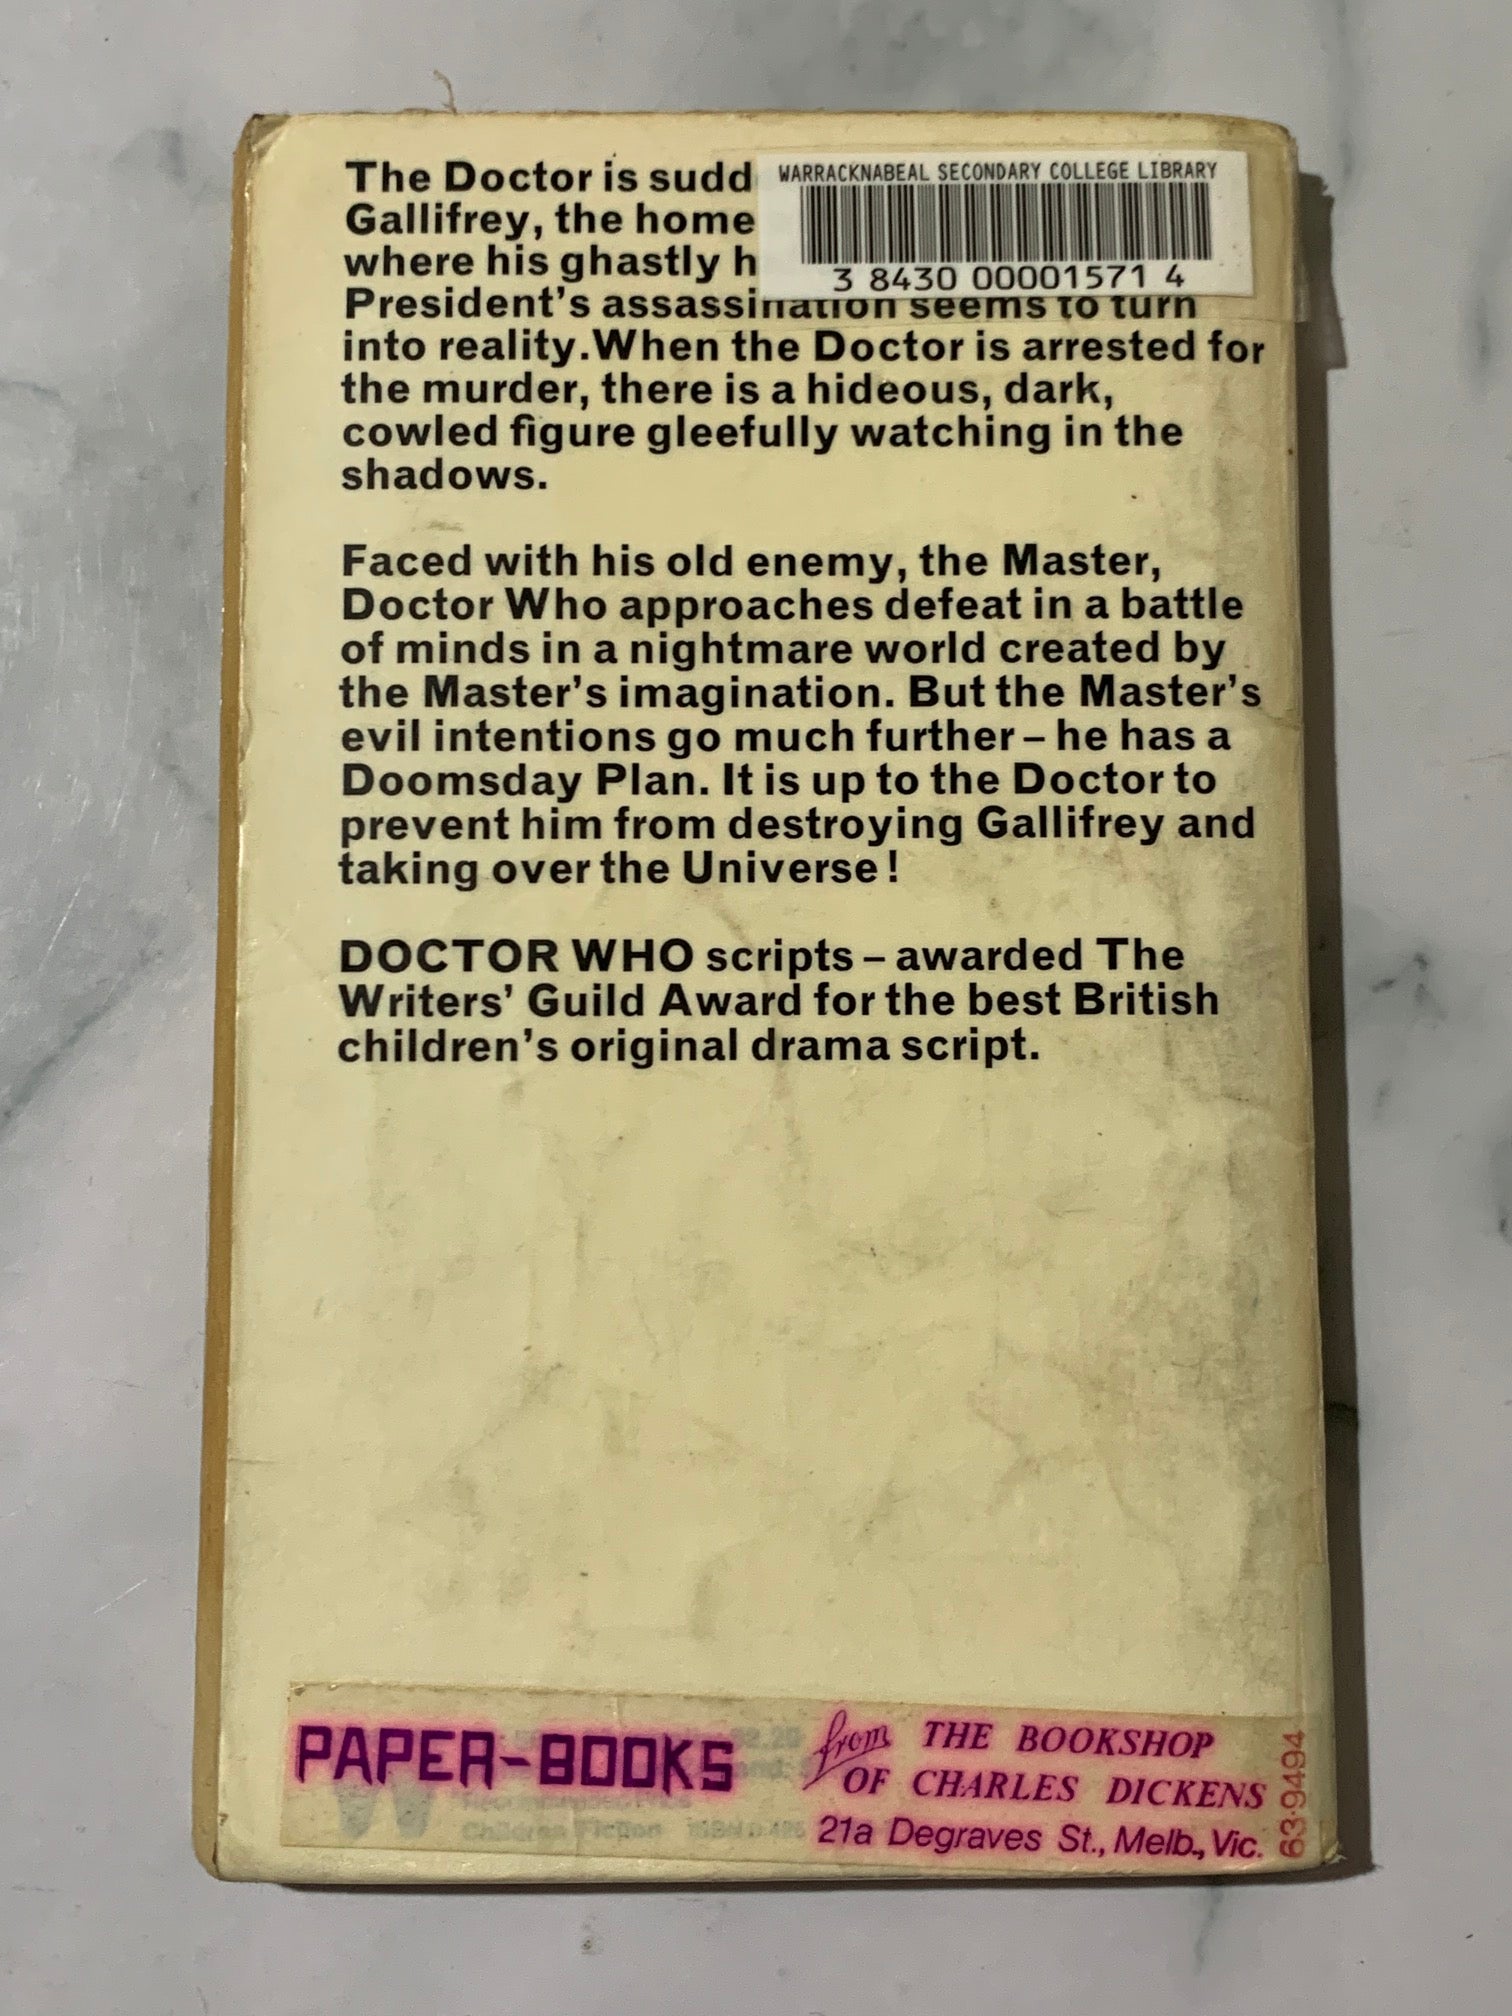 The Doctor is sudd
Gallifrey, the home
where his ghastly h
President's assassination seems to turn
into reality. When the Doctor is arrested for
the murder, there is a hideous, dark,
cowled figure gleefully watching in the
shadows.
WARRACKNABEAL SECONDARY COLLEGE LIBRARY
3 8430 00001571 4
Faced with his old enemy, the Master,
Doctor Who approaches defeat in a battle
of minds in a nightmare world created by
the Master's imagination. But the Master's
evil intentions go much further – he has a
Doomsday Plan. It is up to the Doctor to
prevent him from destroying Gallifrey and
taking over the Universe!
DOCTOR WHO scripts – awarded The
Writers' Guild Award for the best British
children's original drama script.
PAPER-BOOKS
from THE BOOKSHOP
OF CHARLES DICKENS
21a Degraves St., Melb., Vic.
63·9494
Children Fiction